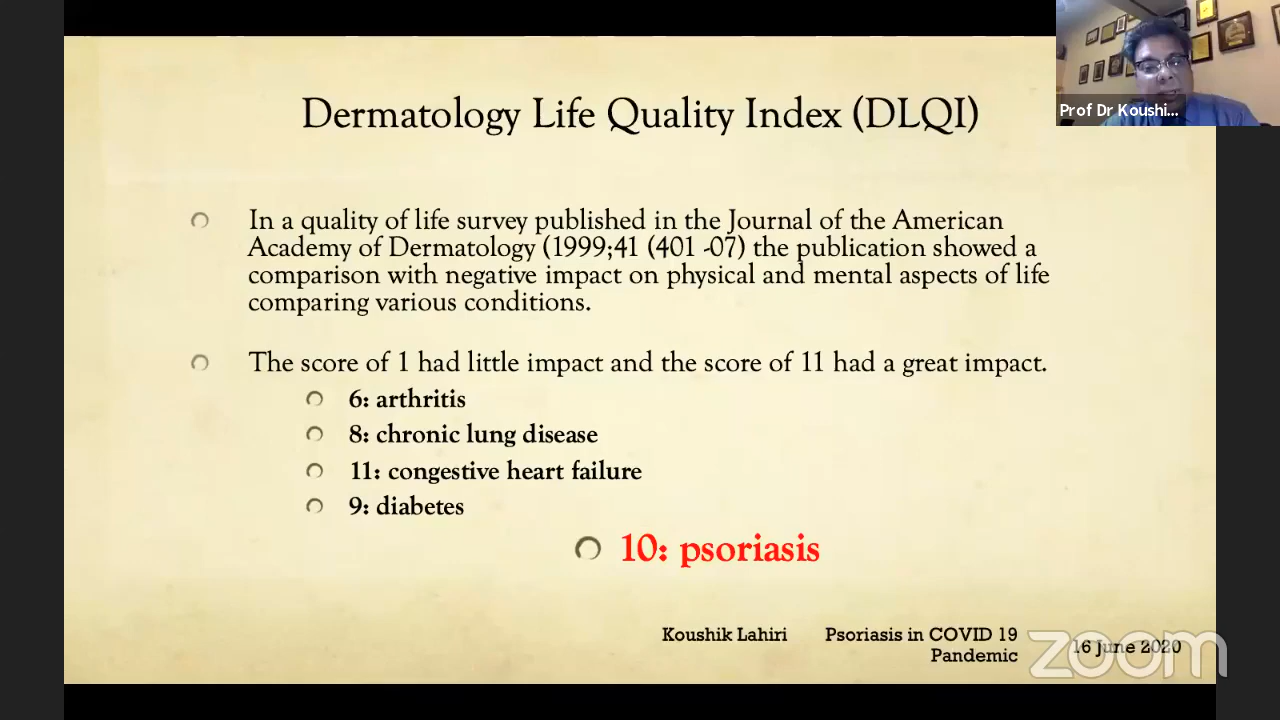 Prof Dr Koushi...
Dermatology Life Quality Index (DLQI)
In a quality of life survey published in the Journal of the American
Academy of Dermatology (1999;41 (401 -07) the publication showed a
comparison with negative impact on physical and mental aspects of life
comparing various conditions.
The score of 1 had little impact and the score of 11 had a great impact.
6: arthritis
8: chronic lung disease
11: congestive heart failure
9: diabetes
10: psoriasis
Koushik Lahiri
Psoriasis in COVID 19
Pandemic
16 June 2020
zoom